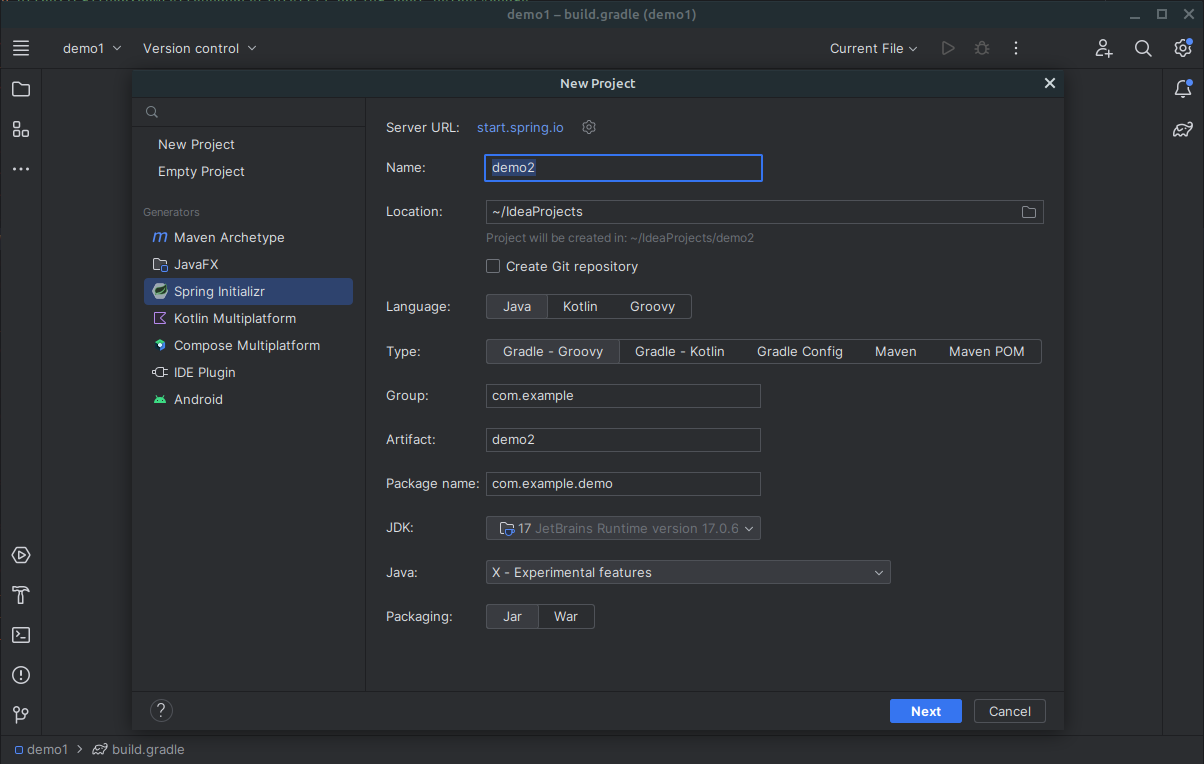 demo1 – build.gradle (demo1)
demo1 Version control Current File
New Project
New Project
Empty Project
Generators
Maven Archetype
JavaFX
Spring Initializr
Kotlin Multiplatform
Compose Multiplatform
IDE Plugin
Android
Server URL: start.spring.io
Name: demo2
Location: ~/IdeaProjects
Project will be created in: ~/IdeaProjects/demo2
Create Git repository
Language: Java Kotlin Groovy
Type: Gradle - Groovy Gradle - Kotlin Gradle Config Maven Maven POM
Group: com.example
Artifact: demo2
Package name: com.example.demo
JDK: 17 JetBrains Runtime version 17.0.6
Java: X - Experimental features
Packaging: Jar War
? Next Cancel
demo1 > build.gradle